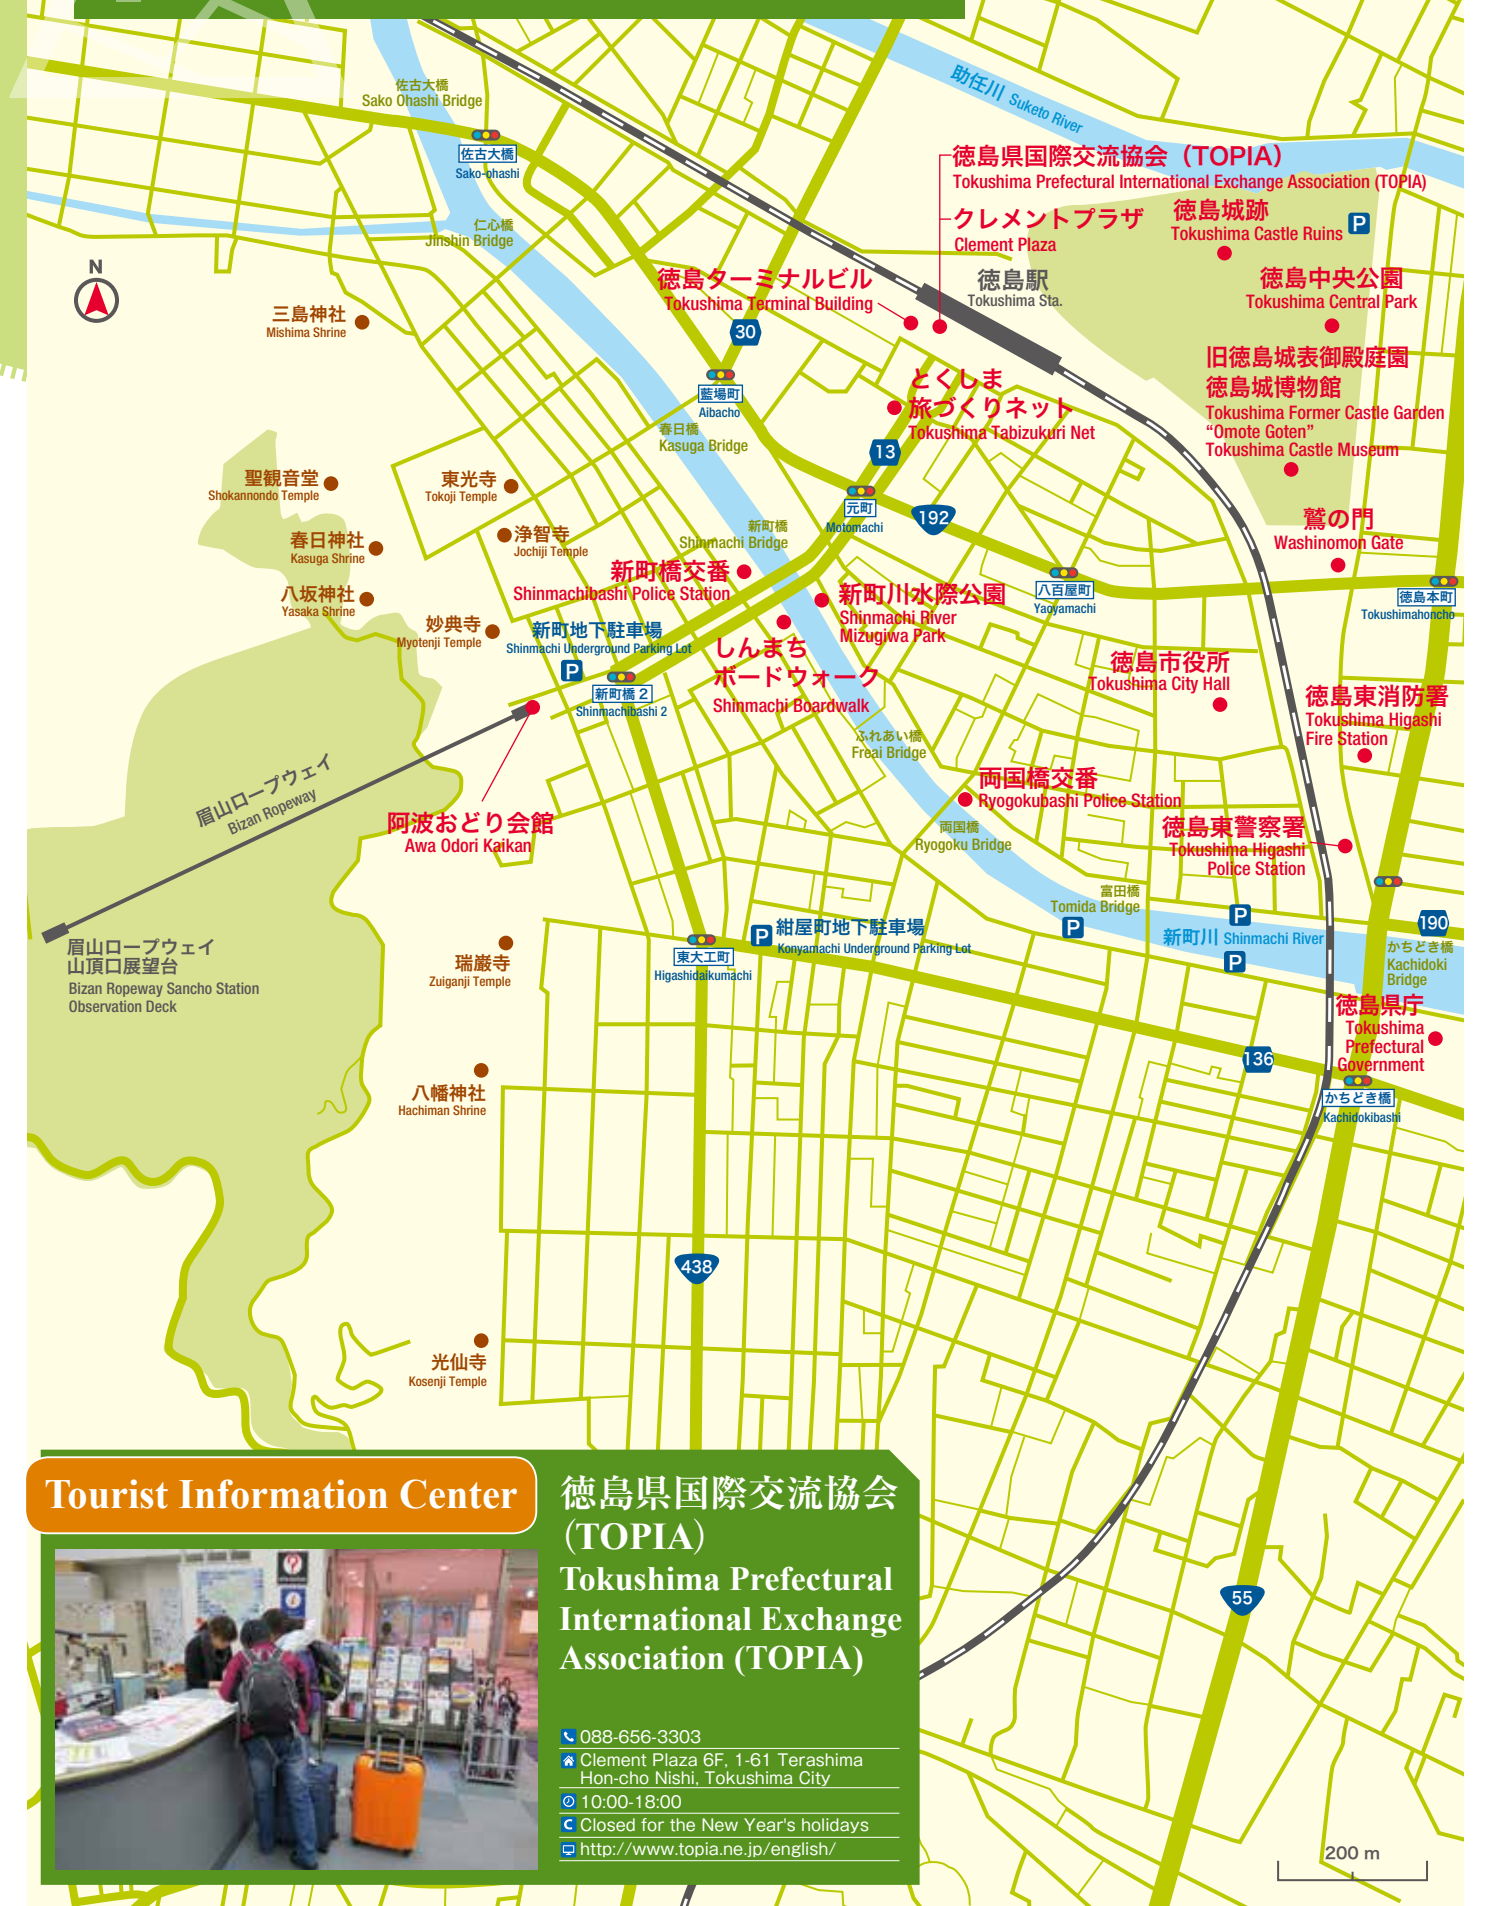 助任川 Suketo River
佐古大橋
Sako Ohashi Bridge
佐古大橋
Sako-ohashi
徳島県国際交流協会（TOPIA）
Tokushima Prefectural International Exchange Association (TOPIA)
クレメントプラザ
Clement Plaza
徳島城跡
Tokushima Castle Ruins
P
仁心橋
Jinshin Bridge
N
徳島ターミナルビル
Tokushima Terminal Building
徳島駅
Tokushima Sta.
徳島中央公園
Tokushima Central Park
三島神社
Mishima Shrine
30
旧徳島城表御殿庭園
徳島城博物館
Tokushima Former Castle Garden
“Omote Goten”
Tokushima Castle Museum
藍場町
Aibacho
とくしま
旅づくりネット
Tokushima Tabizukuri Net
春日橋
Kasuga Bridge
13
聖観音堂
Shokannondo Temple
東光寺
Tokoji Temple
元町
Motomachi
192
鷲の門
Washinomon Gate
春日神社
Kasuga Shrine
浄智寺
Jochiji Temple
新町橋
Shinmachi Bridge
新町橋交番
Shinmachibashi Police Station
八坂神社
Yasaka Shrine
新町川水際公園
Shinmachi River
Mizugiwa Park
八百屋町
Yaoyamachi
徳島本町
Tokushimahoncho
妙典寺
Myotenji Temple
新町地下駐車場
Shinmachi Underground Parking Lot
P
しんまち
ボードウォーク
Shinmachi Boardwalk
新町橋 2
Shinmachibashi 2
徳島市役所
Tokushima City Hall
徳島東消防署
Tokushima Higashi
Fire Station
ふれあい橋
Freai Bridge
眉山ロープウェイ
Bizan Ropeway
阿波おどり会館
Awa Odori Kaikan
両国橋交番
Ryogokubashi Police Station
両国橋
Ryogoku Bridge
徳島東警察署
Tokushima Higashi
Police Station
富田橋
Tomida Bridge
P
P
190
新町川 Shinmachi River
P
かちどき橋
Kachidoki
Bridge
眉山ロープウェイ
山頂口展望台
Bizan Ropeway Sancho Station
Observation Deck
瑞巌寺
Zuiganji Temple
東大工町
Higashidaikumachi
P
紺屋町地下駐車場
Konyamachi Underground Parking Lot
徳島県庁
Tokushima
Prefectural
Government
136
かちどき橋
Kachidokibashi
八幡神社
Hachiman Shrine
438
光仙寺
Kosenji Temple
55
Tourist Information Center
徳島県国際交流協会
（TOPIA）
Tokushima Prefectural
International Exchange
Association (TOPIA)
088-656-3303
Clement Plaza 6F, 1-61 Terashima
Hon-cho Nishi, Tokushima City
10:00-18:00
C Closed for the New Year's holidays
http://www.topia.ne.jp/english/
200 m